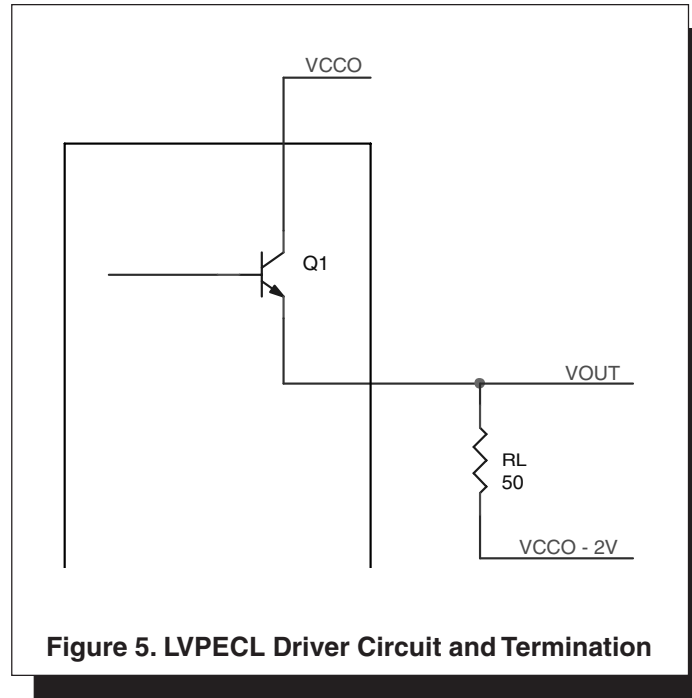 VCCO
Q1
VOUT
RL
50
VCCO - 2V
Figure 5. LVPECL Driver Circuit and Termination